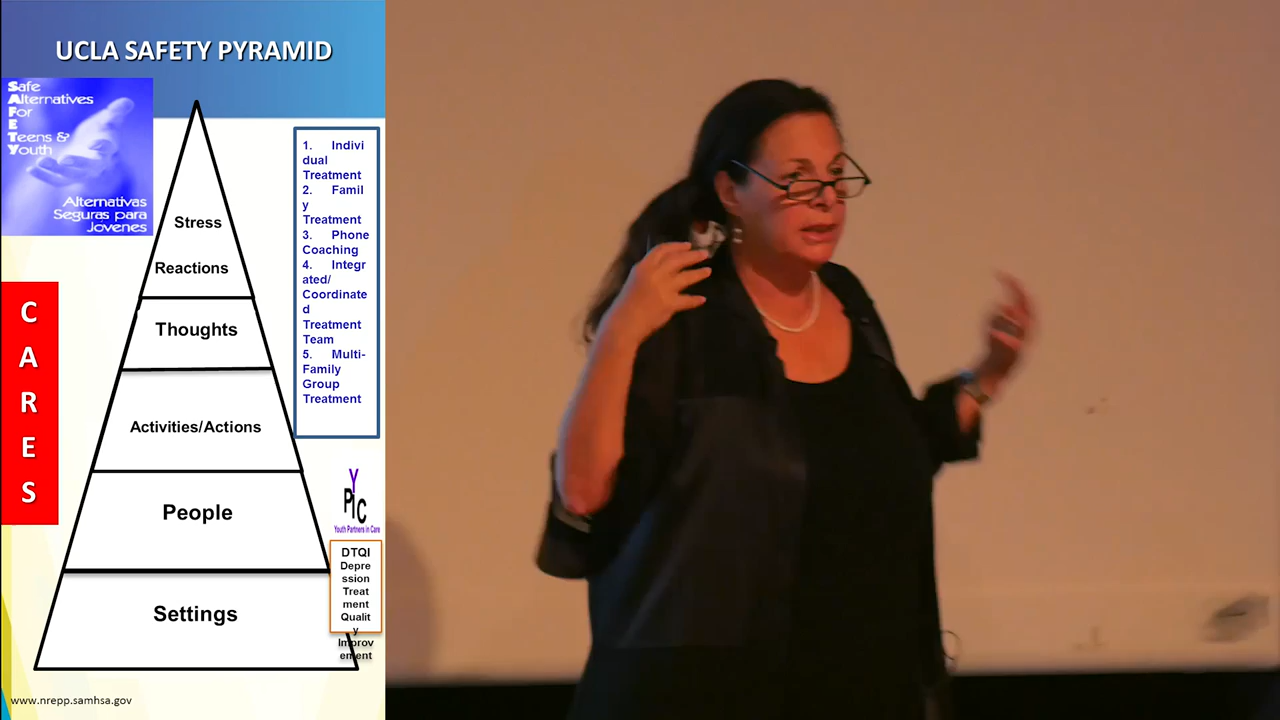 UCLA SAFETY PYRAMID
Safe
Alternatives
For
E
Teens &
Youth
Alternativas
Seguras para
Jovenes
C
A
R
E
S
Stress
Reactions
Thoughts
Activities/Actions
People
Settings
1. Indivi
dual
Treatment
2. Famil
y
Treatment
3. Phone
Coaching
4. Integr
ated/
Coordinate
d
Treatment
Team
5. Multi-
Family
Group
Treatment
Y
PIC
Youth Partners in Care
DTQI
Depre
ssion
Treat
ment
Qualit
y
Improv
ement
www.nrepp.samhsa.gov